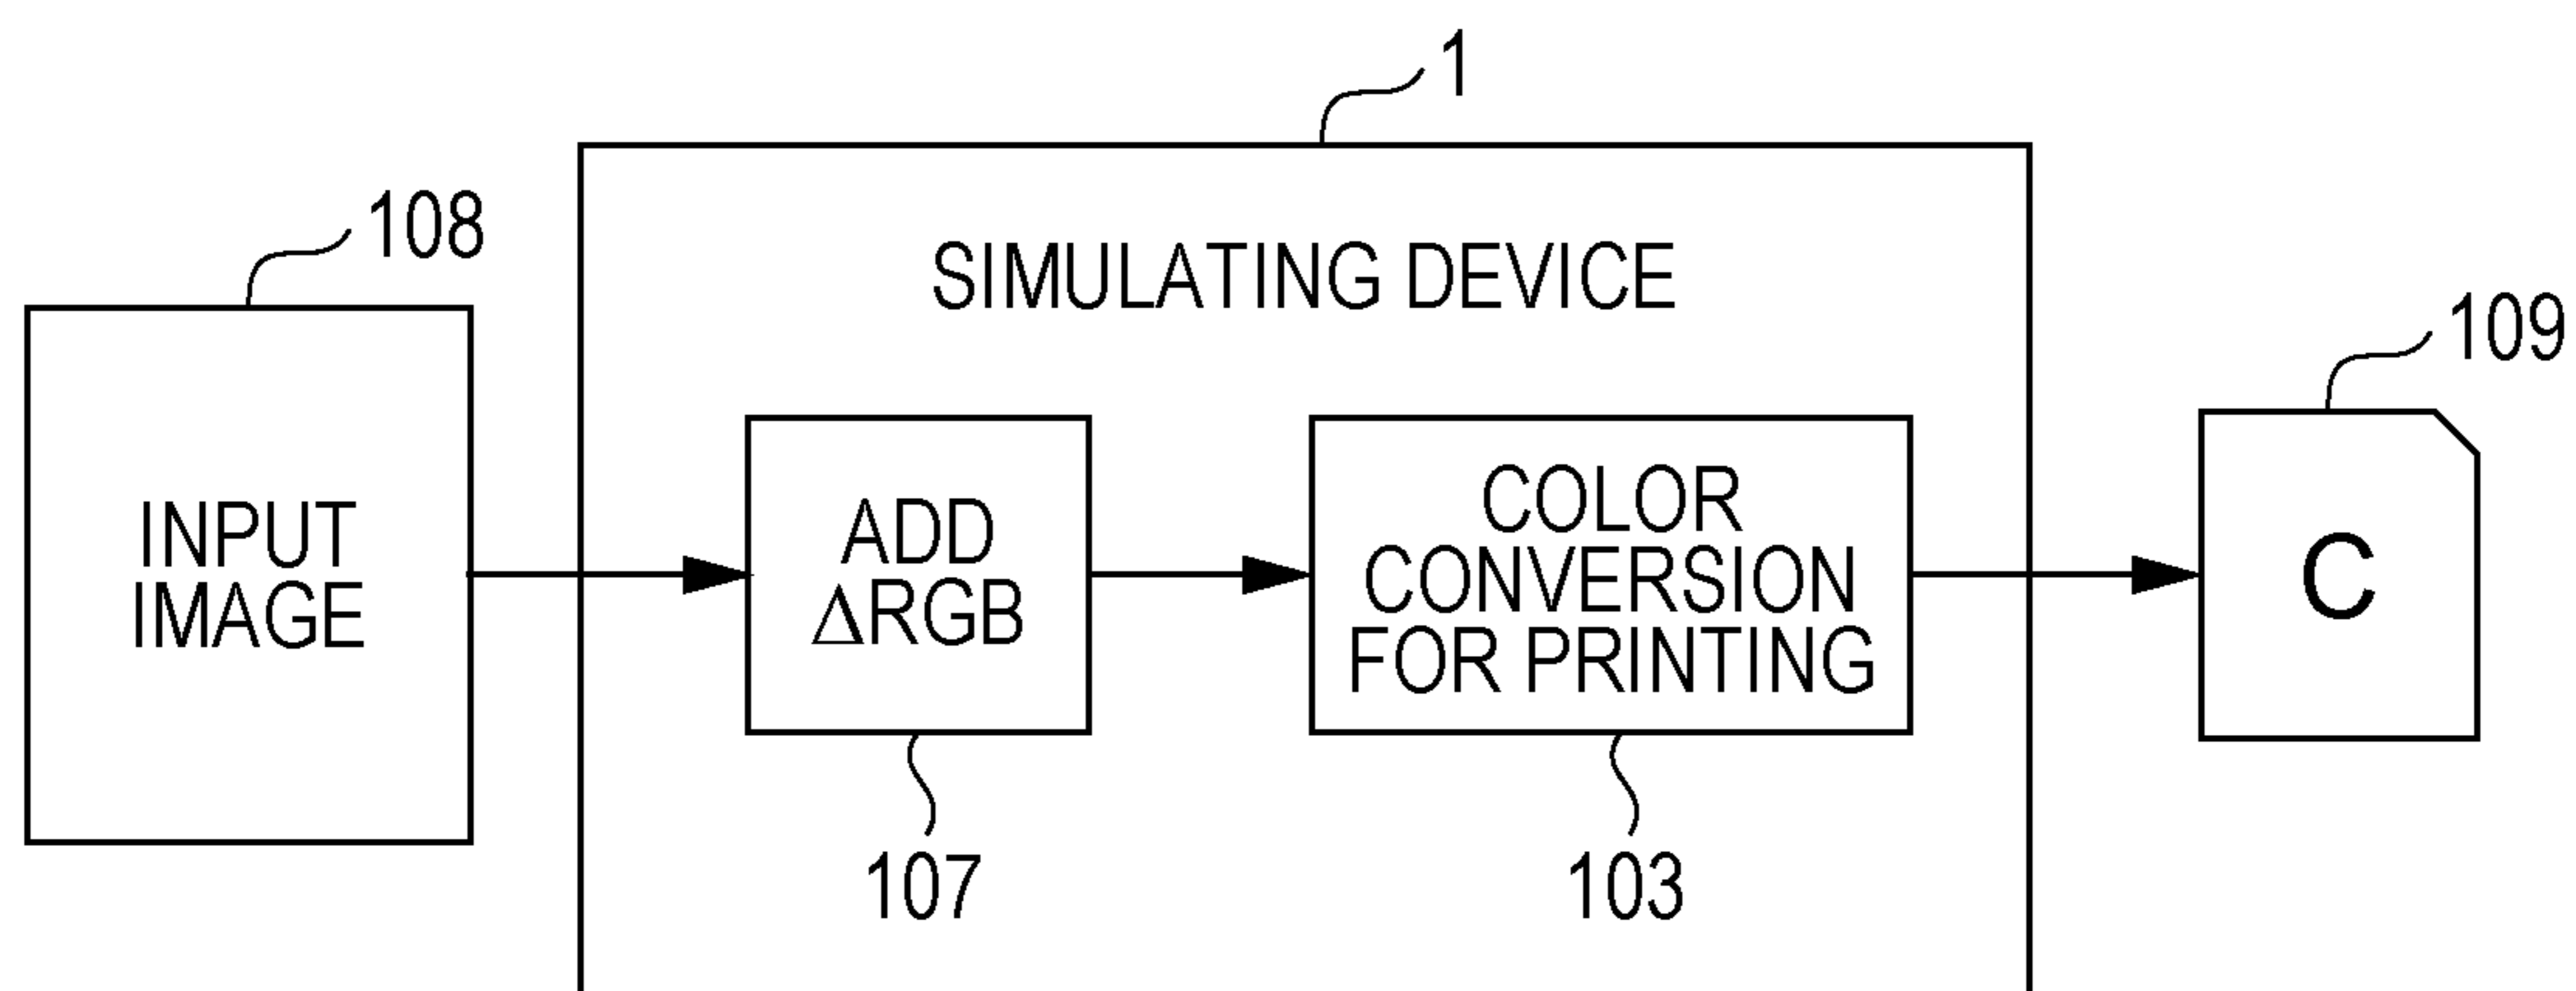 1
108
SIMULATING DEVICE
109
INPUT
IMAGE
ADD
ΔRGB
COLOR
CONVERSION
FOR PRINTING
C
107
103